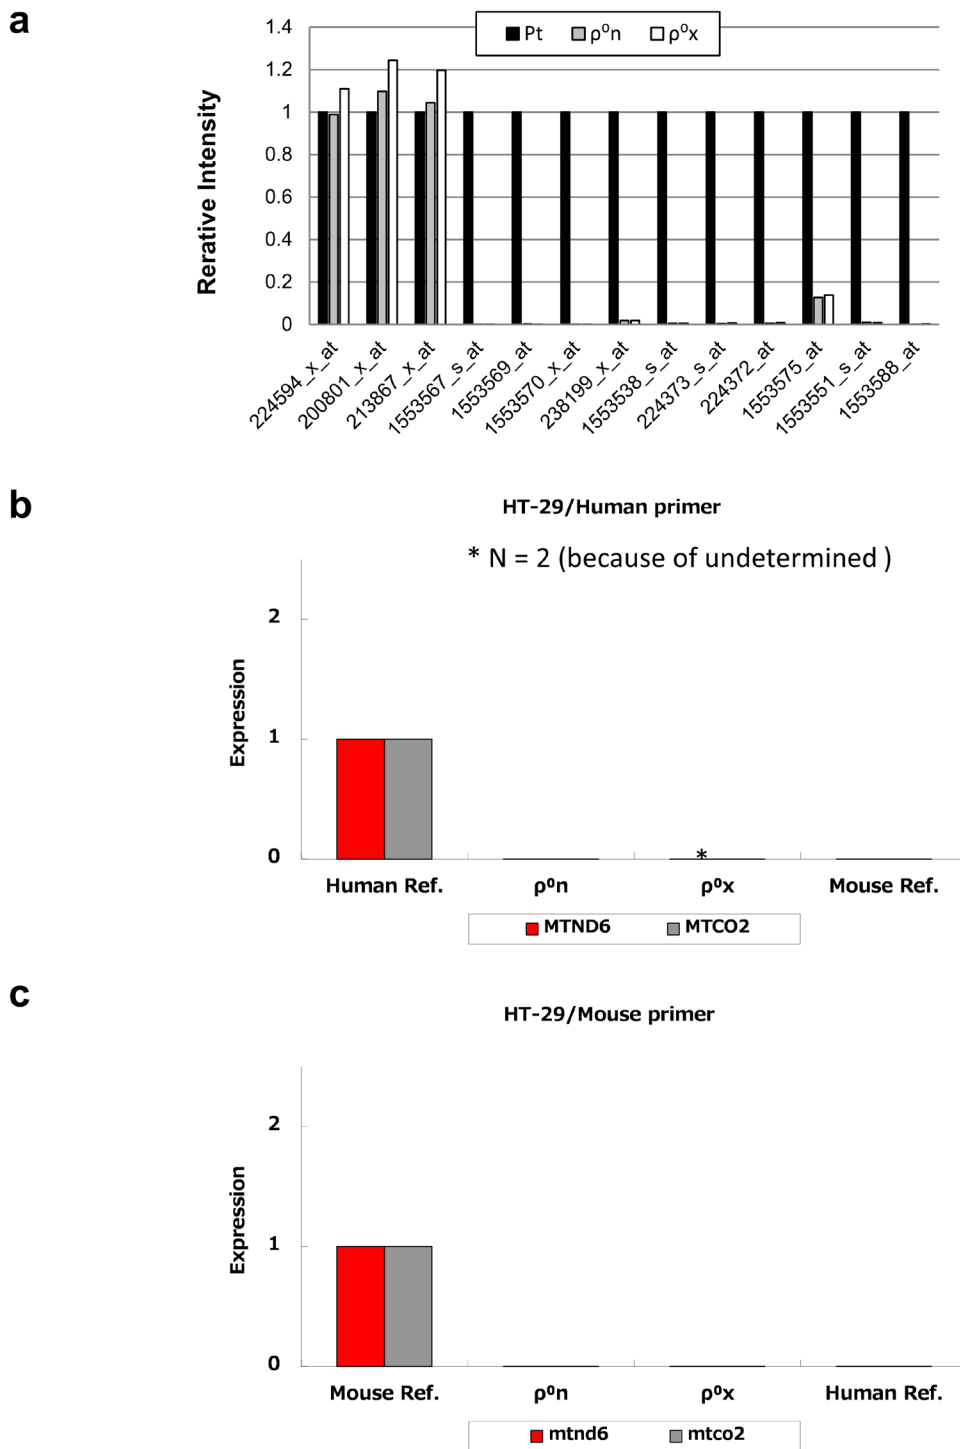 a
Pt ρ⁰n ρ⁰x
1.4
1.2
1
0.8
0.6
0.4
0.2
0
Rerative Intensity
224594_x_at 200801_x_at 213867_x_at 1553567_s_at 1553569_at 1553570_x_at 238199_x_at 1553538_s_at 224373_s_at 224372_at 1553575_at 1553551_s_at 1553588_at
b
HT-29/Human primer
* N = 2 (because of undetermined )
2
1
0
Expression
*
Human Ref. ρ⁰n ρ⁰x Mouse Ref.
MTND6 MTCO2
c
HT-29/Mouse primer
2
1
0
Expression
Mouse Ref. ρ⁰n ρ⁰x Human Ref.
mtnd6 mtco2